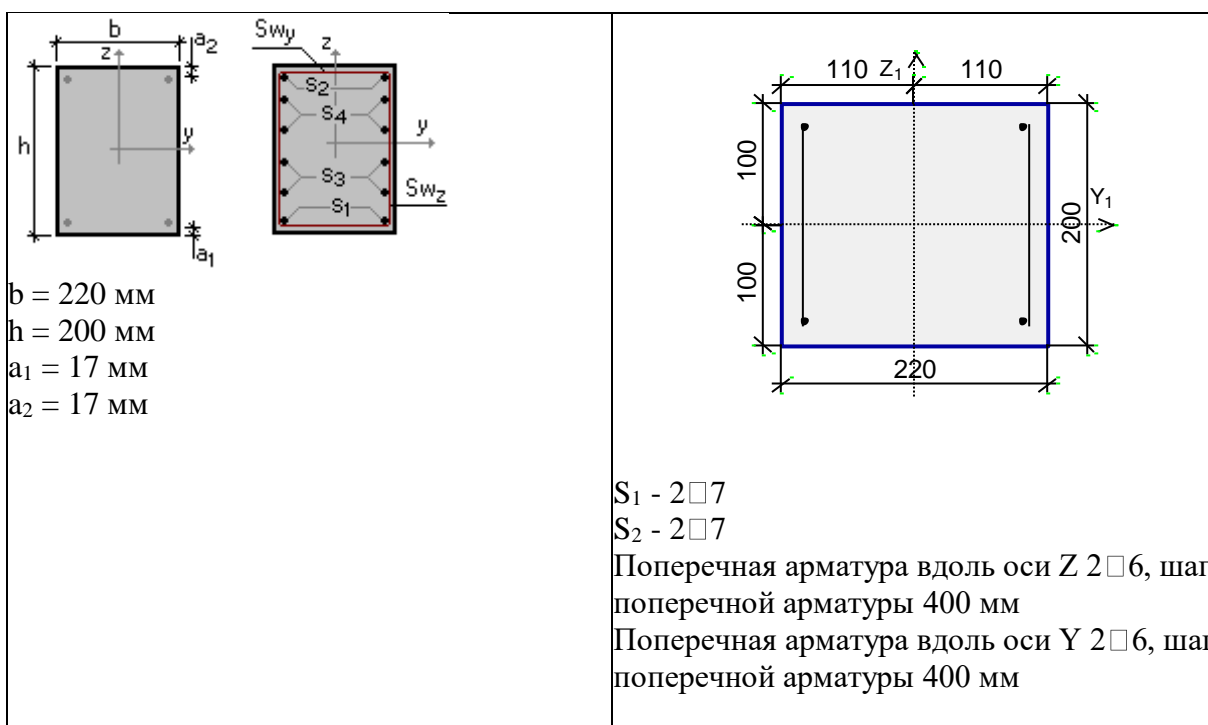 b
z
a2
y
h
a1
Swy
z
S2
S4
y
S3
Swz
S1
b = 220 мм
h = 200 мм
a1 = 17 мм
a2 = 17 мм
110 Z1 110
100
Y1
200
100
220
S1 - 2□7
S2 - 2□7
Поперечная арматура вдоль оси Z 2□6, шаг
поперечной арматуры 400 мм
Поперечная арматура вдоль оси Y 2□6, шаг
поперечной арматуры 400 мм